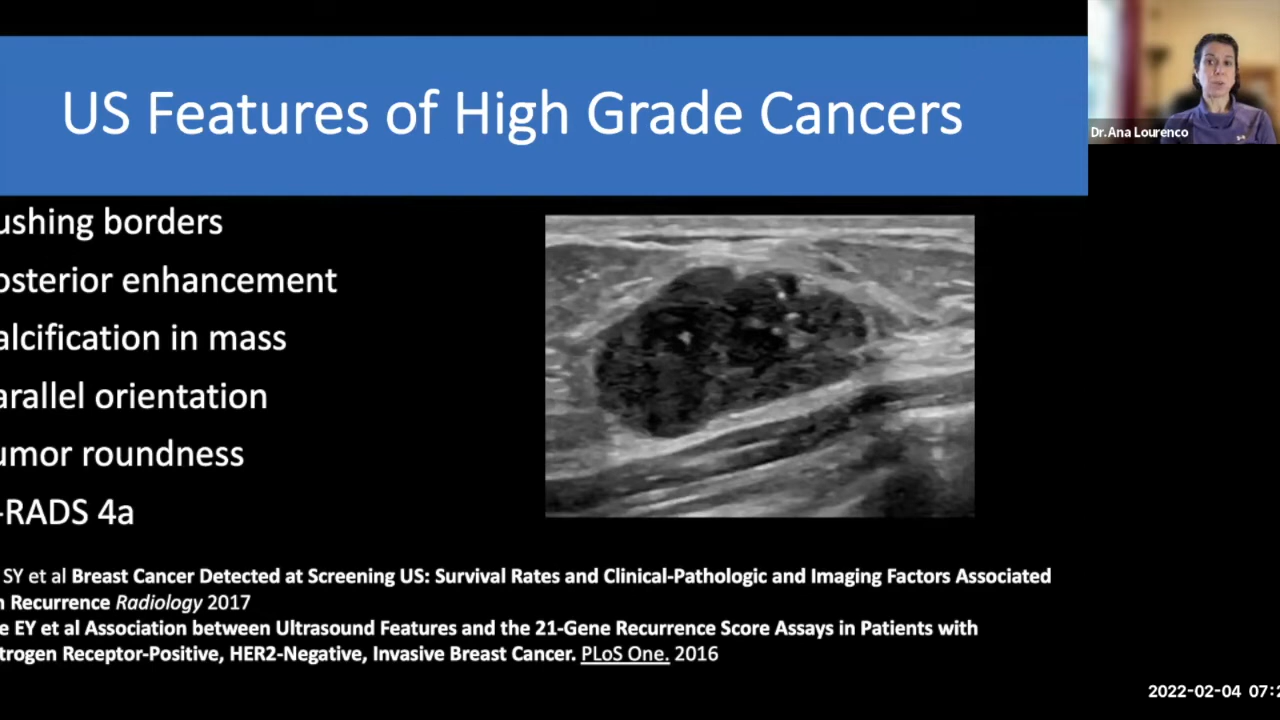 US Features of High Grade Cancers
Dr. Ana Lourenco
ushing borders
osterior enhancement
alcification in mass
arallel orientation
umor roundness
-RADS 4a
SY et al Breast Cancer Detected at Screening US: Survival Rates and Clinical-Pathologic and Imaging Factors Associated
n Recurrence Radiology 2017
e EY et al Association between Ultrasound Features and the 21-Gene Recurrence Score Assays in Patients with
trogen Receptor-Positive, HER2-Negative, Invasive Breast Cancer. PLoS One. 2016
2022-02-04 07:2